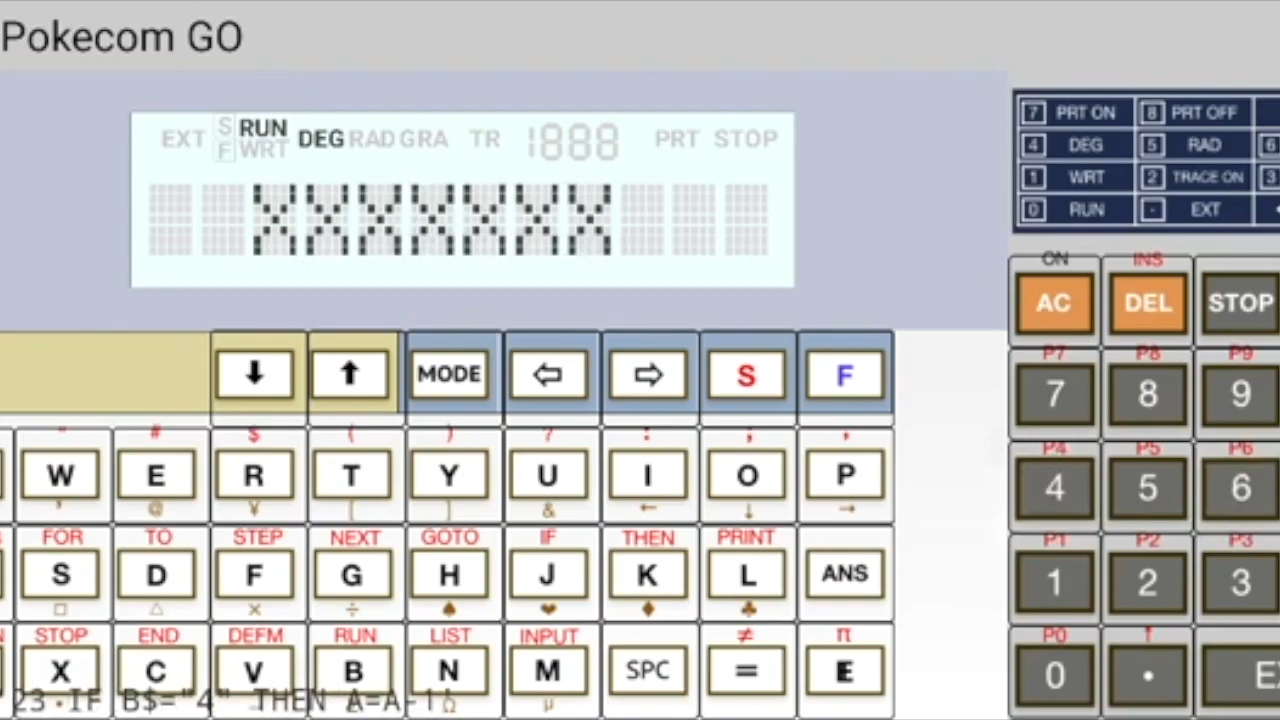 Pokecom GO
EXT S F RUN WRT DEG RAD GRA TR 1888 PRT STOP
XXXXXXX
7 PRT ON 8 PRT OFF
4 DEG 5 RAD 6
1 WRT 2 TRACE ON 3
0 RUN · EXT
ON INS
AC DEL STOP
↓ ↑ MODE ⇦ ⇨ S F
P7 P8 P9
7 8 9
" # $ ( ) ? : ; ,
W E R T Y U I O P
' @ ¥ [ ] & ← ↓ →
P4 P5 P6
4 5 6
FOR TO STEP NEXT GOTO IF THEN PRINT
S D F G H J K L ANS
□ △ × ÷ ♠ ♥ ♦ ♣
P1 P2 P3
1 2 3
STOP END DEFM RUN LIST INPUT ≠ π
X C V B N M SPC = E
Ω µ
P0 ↑
0 ·
23 IF B$="4" THEN A=A-1